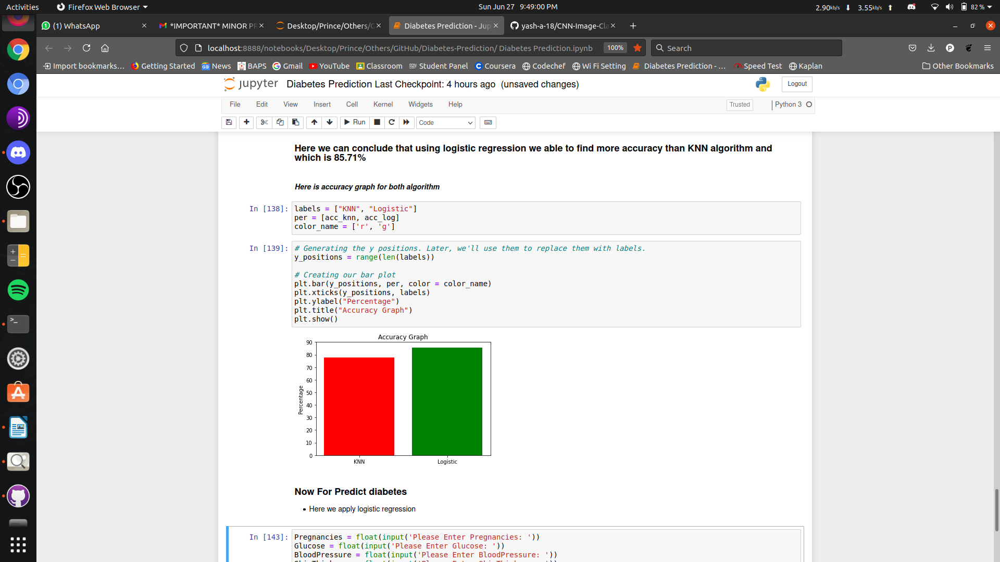 Activities
Firefox Web Browser
Sun Jun 27 9:49:00 PM
2.90kb/s
3.55kb/s
82 %
(1) WhatsApp
*IMPORTANT* MINOR PR
Desktop/Prince/Others/G
Diabetes Prediction - Jup
yash-a-18/CNN-Image-Cla
localhost:8888/notebooks/Desktop/Prince/Others/GitHub/Diabetes-Prediction/ Diabetes Prediction.ipynb
100%
Search
Import bookmarks…
Getting Started
News
BAPS
Gmail
YouTube
Classroom
Student Panel
Coursera
Codechef
Wi Fi Setting
Diabetes Prediction - …
Speed Test
Kaplan
Other Bookmarks
jupyter
Diabetes Prediction Last Checkpoint: 4 hours ago (unsaved changes)
Logout
File
Edit
View
Insert
Cell
Kernel
Widgets
Help
Trusted
Python 3
Run
Code
Here we can conclude that using logistic regression we able to find more accuracy than KNN algorithm and
which is 85.71%
Here is accuracy graph for both algorithm
In [138]:
labels = ["KNN", "Logistic"]
per = [acc_knn, acc_log]
color_name = ['r', 'g']
In [139]:
# Generating the y positions. Later, we'll use them to replace them with labels.
y_positions = range(len(labels))
# Creating our bar plot
plt.bar(y_positions, per, color = color_name)
plt.xticks(y_positions, labels)
plt.ylabel("Percentage")
plt.title("Accuracy Graph")
plt.show()
Accuracy Graph
90
80
70
60
50
40
30
20
10
0
Percentage
KNN
Logistic
Now For Predict diabetes
Here we apply logistic regression
In [143]:
Pregnancies = float(input('Please Enter Pregnancies: '))
Glucose = float(input('Please Enter Glucose: '))
BloodPressure = float(input('Please Enter BloodPressure: '))